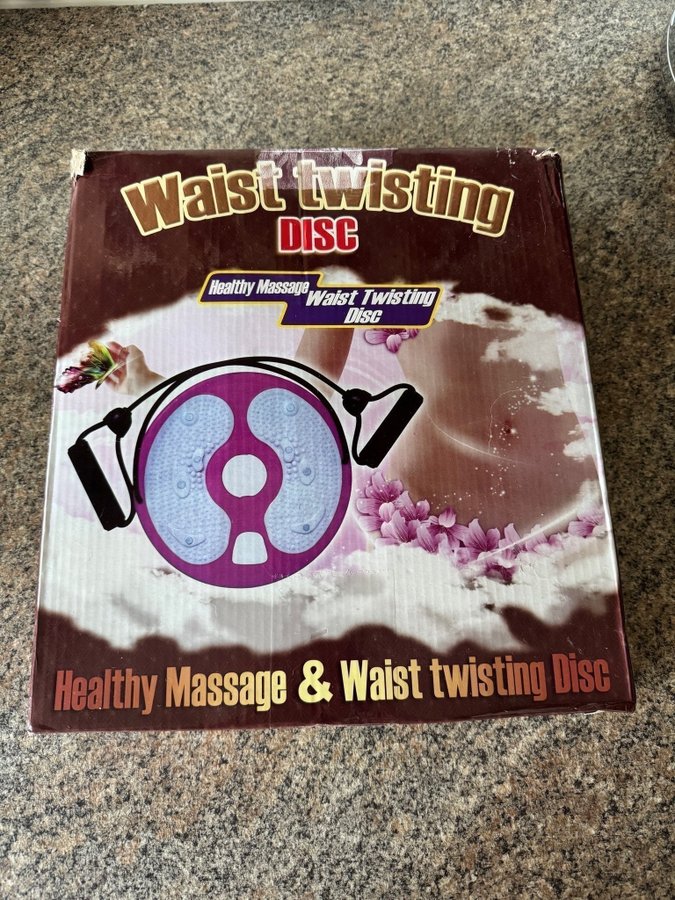 Waist twisting
DISC
Healthy Massage
Waist Twisting
Disc
Healthy Massage & Waist twisting Disc